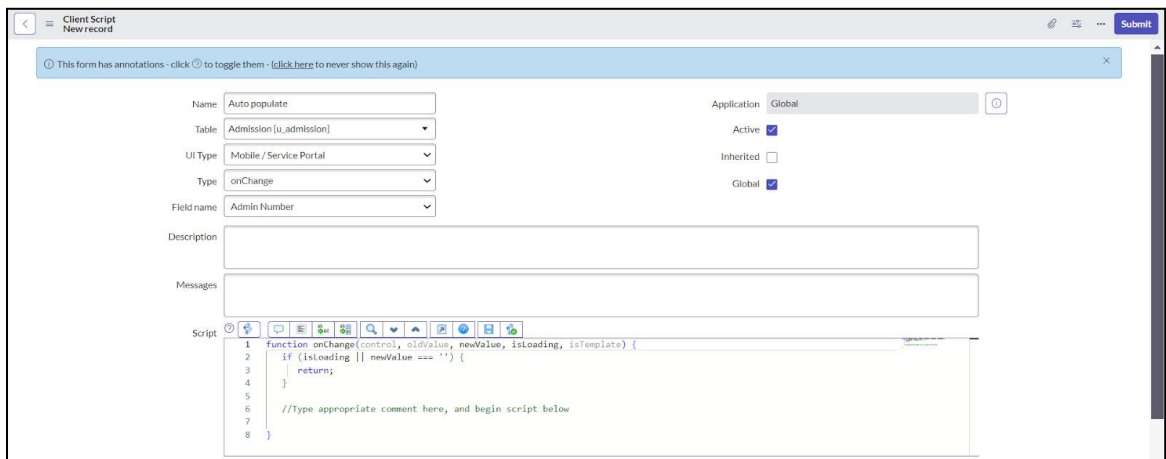 Client Script
New record
Submit
This form has annotations - click ? to toggle them - (click here to never show this again)
Name Auto populate
Application Global
Table Admission [u_admission]
Active
UI Type Mobile / Service Portal
Inherited
Type onChange
Global
Field name Admin Number
Description
Messages
Script
1 function onChange(control, oldValue, newValue, isLoading, isTemplate) {
2 if (isLoading || newValue === '') {
3 return;
4 }
5
6 //Type appropriate comment here, and begin script below
7
8 }